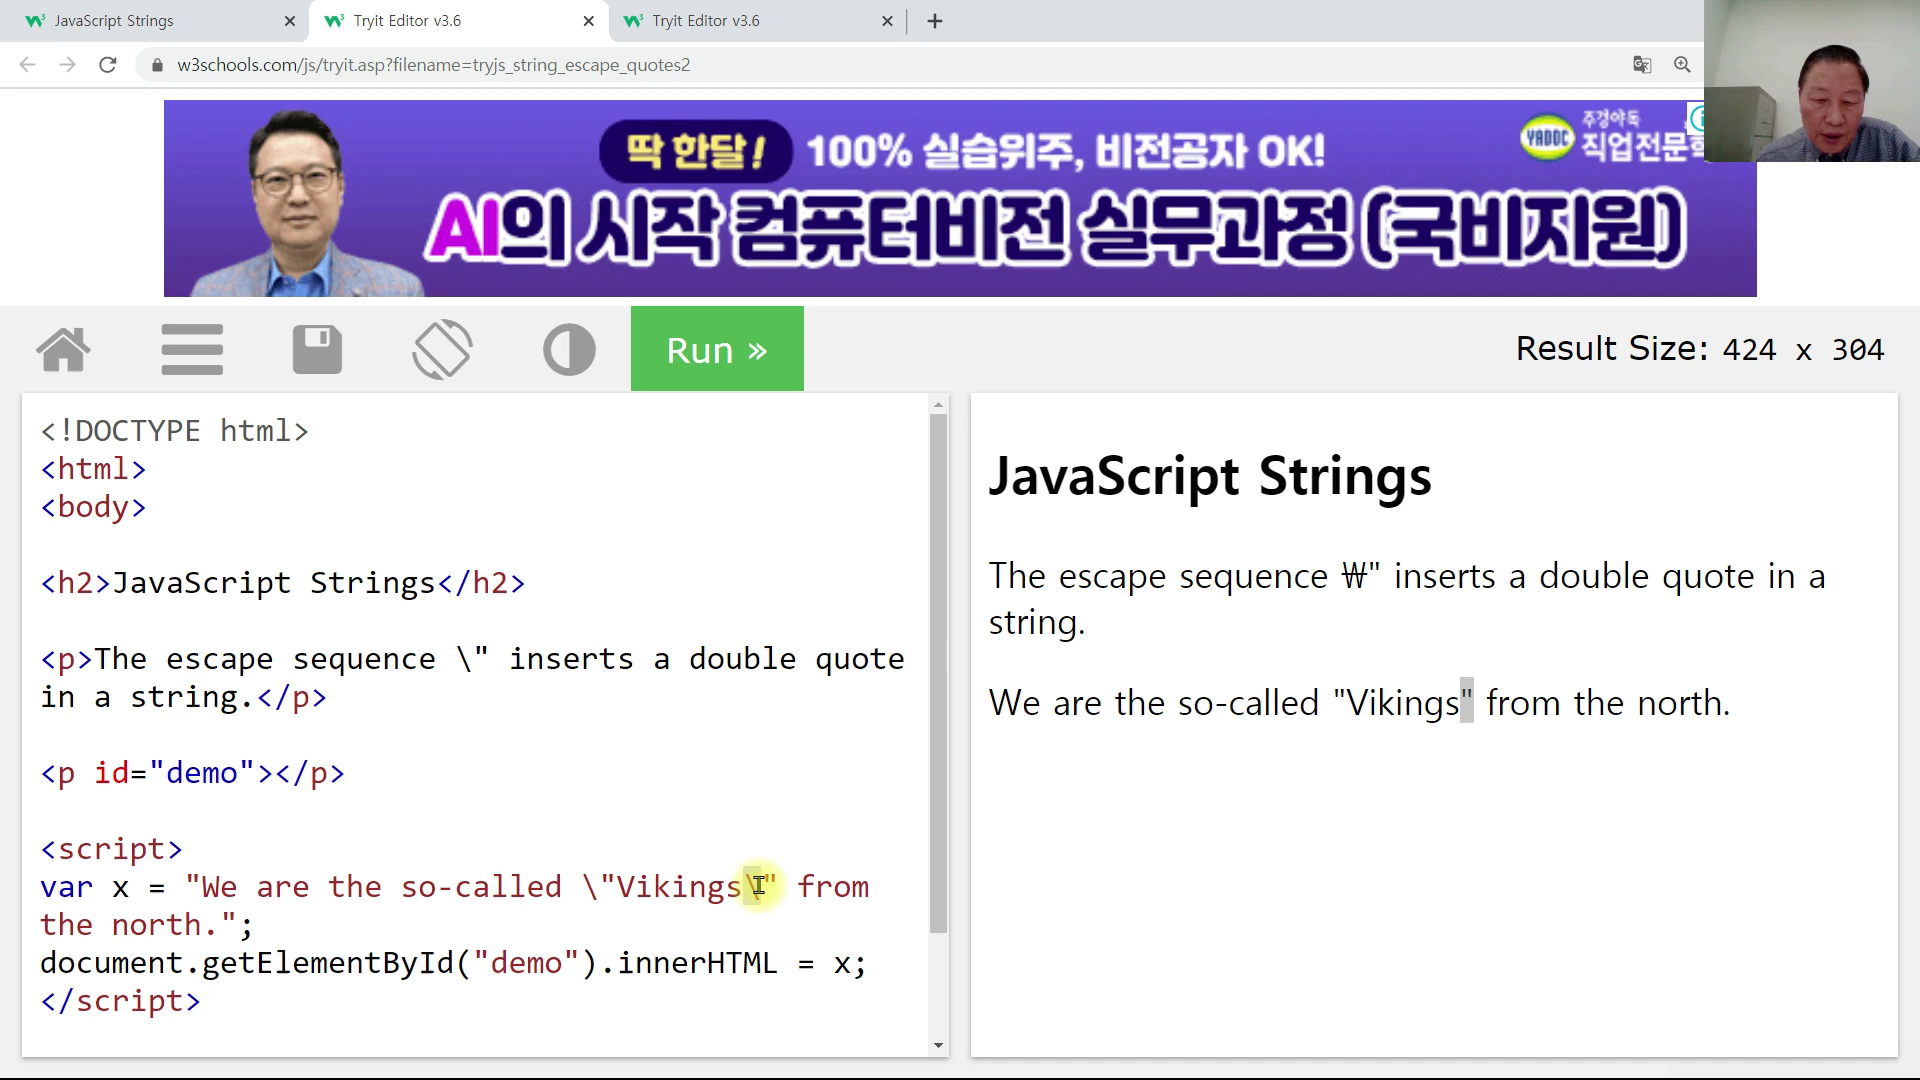 JavaScript Strings
Tryit Editor v3.6
Tryit Editor v3.6
w3schools.com/js/tryit.asp?filename=tryjs_string_escape_quotes2
딱 한달! 100% 실습위주, 비전공자 OK!
YADOC 주경야독
직업전문
AI의 시작 컴퓨터비전 실무과정 (국비지원)
Run »
Result Size: 424 x 304
<!DOCTYPE html>
<html>
<body>
<h2>JavaScript Strings</h2>
<p>The escape sequence \" inserts a double quote
in a string.</p>
<p id="demo"></p>
<script>
var x = "We are the so-called \"Vikings\" from
the north.";
document.getElementById("demo").innerHTML = x;
</script>
JavaScript Strings
The escape sequence ₩" inserts a double quote in a
string.
We are the so-called "Vikings" from the north.